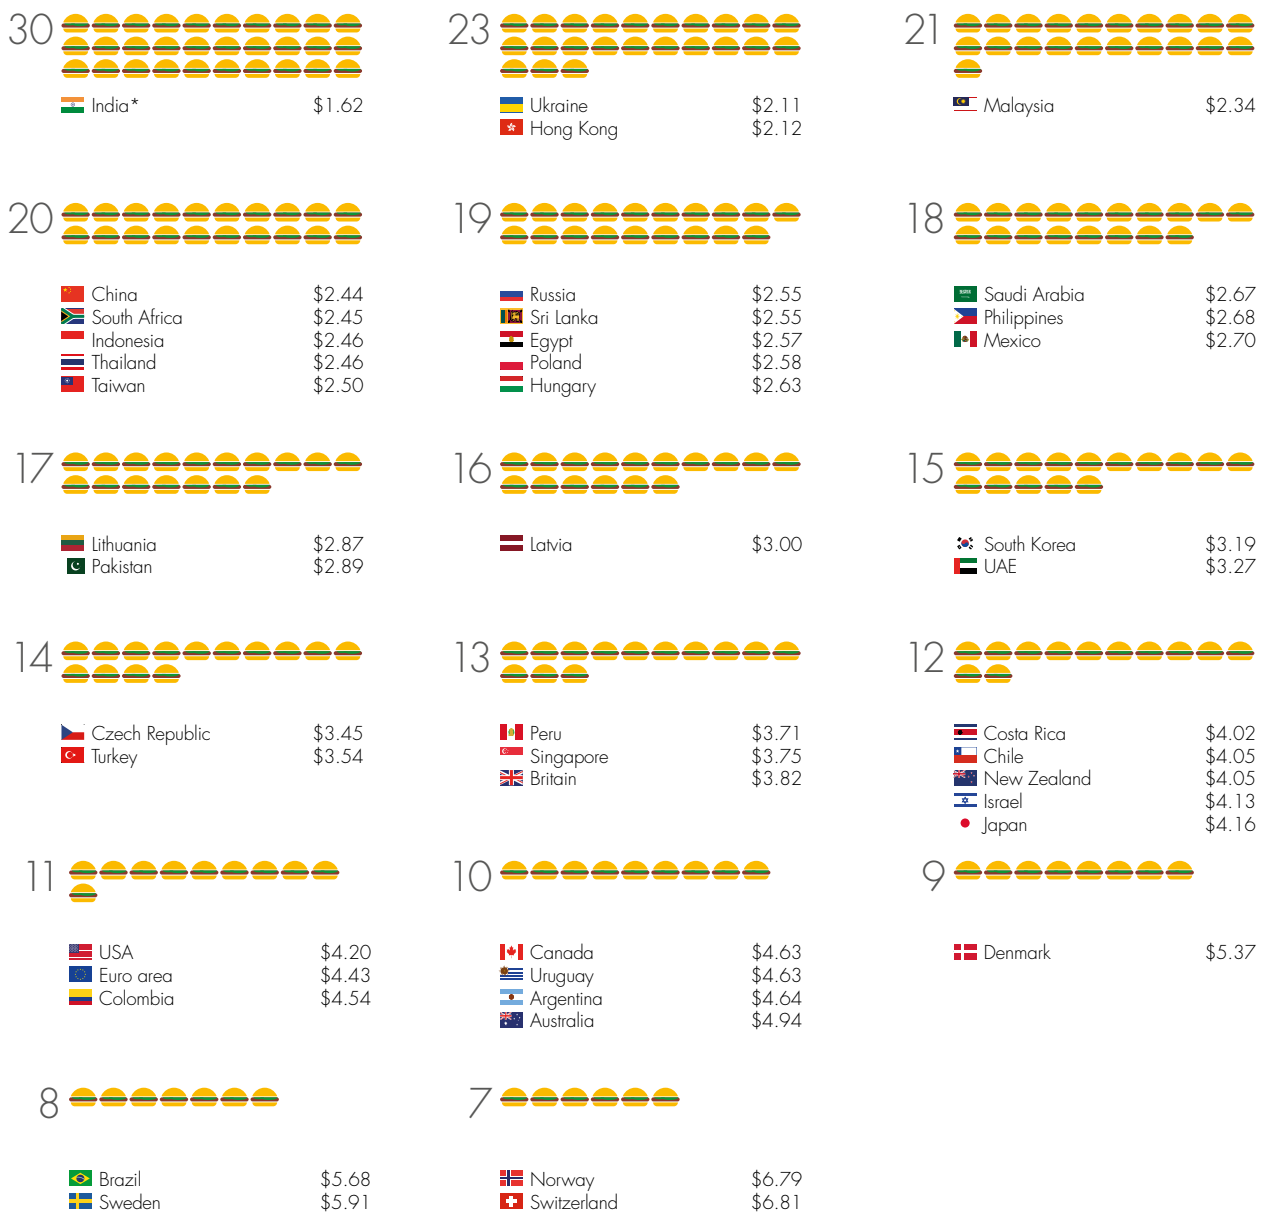 30
India* $1.62
23
Ukraine $2.11
Hong Kong $2.12
21
Malaysia $2.34
20
China $2.44
South Africa $2.45
Indonesia $2.46
Thailand $2.46
Taiwan $2.50
19
Russia $2.55
Sri Lanka $2.55
Egypt $2.57
Poland $2.58
Hungary $2.63
18
Saudi Arabia $2.67
Philippines $2.68
Mexico $2.70
17
Lithuania $2.87
Pakistan $2.89
16
Latvia $3.00
15
South Korea $3.19
UAE $3.27
14
Czech Republic $3.45
Turkey $3.54
13
Peru $3.71
Singapore $3.75
Britain $3.82
12
Costa Rica $4.02
Chile $4.05
New Zealand $4.05
Israel $4.13
Japan $4.16
11
USA $4.20
Euro area $4.43
Colombia $4.54
10
Canada $4.63
Uruguay $4.63
Argentina $4.64
Australia $4.94
9
Denmark $5.37
8
Brazil $5.68
Sweden $5.91
7
Norway $6.79
Switzerland $6.81